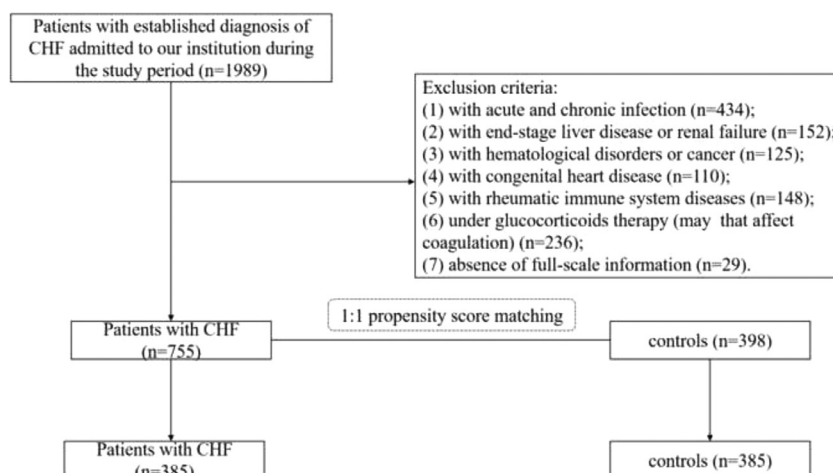 Patients with established diagnosis of
CHF admitted to our institution during
the study period (n=1989)
Exclusion criteria:
(1) with acute and chronic infection (n=434);
(2) with end-stage liver disease or renal failure (n=152);
(3) with hematological disorders or cancer (n=125);
(4) with congenital heart disease (n=110);
(5) with rheumatic immune system diseases (n=148);
(6) under glucocorticoids therapy (may that affect
coagulation) (n=236);
(7) absence of full-scale information (n=29).
1:1 propensity score matching
Patients with CHF
(n=755)
controls (n=398)
Patients with CHF
(n=385)
controls (n=385)